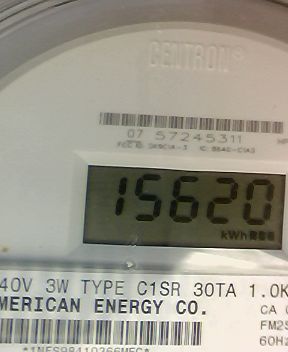 CENTRON®
07 57245311
15620
kWh
40V 3W TYPE C1SR 30TA 1.0K
MERICAN ENERGY CO.
CA
FM2S
60Hz